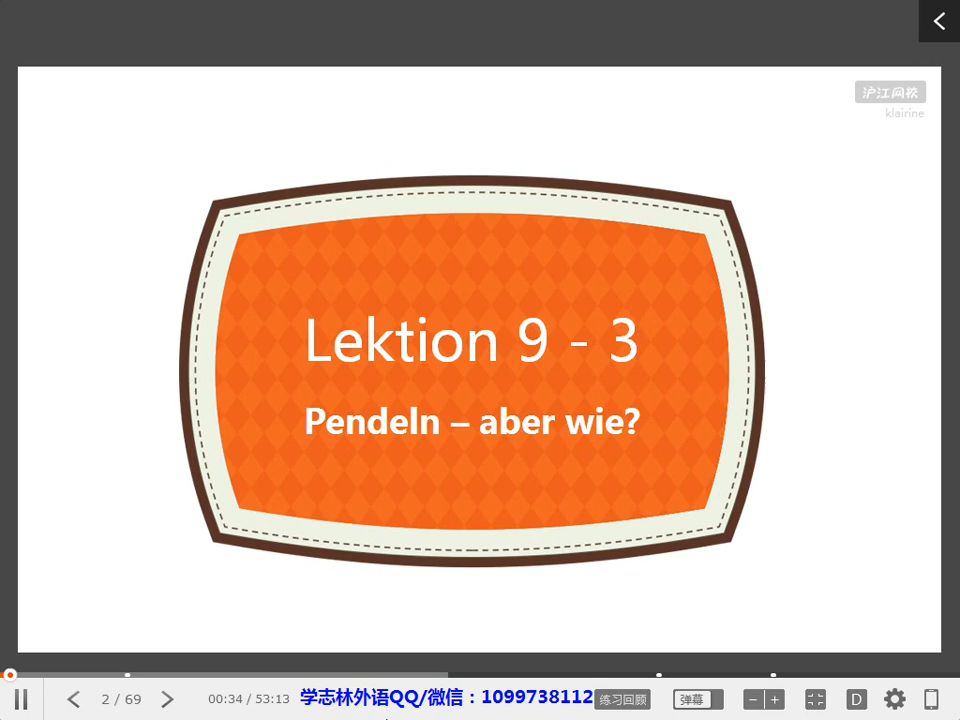 沪江网校
klairine
Lektion 9 - 3
Pendeln – aber wie?
2 / 69
00:34 / 53:13
学志林外语QQ/微信：1099738112
练习回顾
弹幕
D